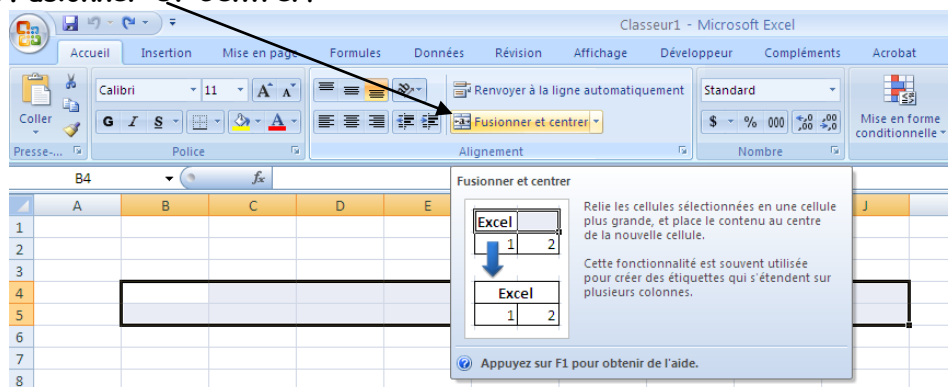 Fusionner et centrer
Classeur1 - Microsoft Excel
Accueil Insertion Mise en page Formules Données Révision Affichage Développeur Compléments Acrobat
Coller
Calibri 11 A A
Renvoyer à la ligne automatiquement
Standard
G I S A
Fusionner et centrer
$ % 000 ,00 ,00
Mise en forme
conditionnelle
Presse-... Police Alignement Nombre
B4 fx
A B C D E J
Fusionner et centrer
Relie les cellules sélectionnées en une cellule
plus grande, et place le contenu au centre
de la nouvelle cellule.
Cette fonctionnalité est souvent utilisée
pour créer des étiquettes qui s'étendent sur
plusieurs colonnes.
Excel
1 2
Excel
1 2
Appuyez sur F1 pour obtenir de l'aide.
1
2
3
4
5
6
7
8